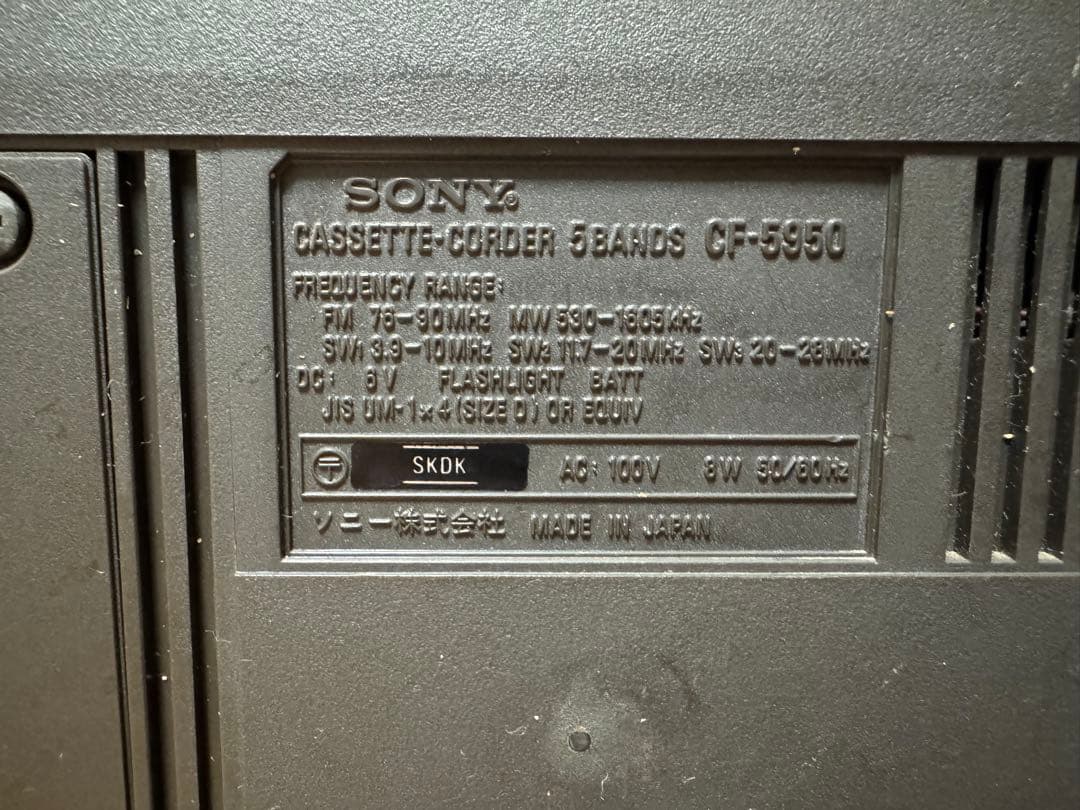 SONY®
CASSETTE-CORDER 5 BANDS CF-5950
FREQUENCY RANGE:
FM 76-90MHz MW 530-1605kHz
SW1 3.9-10MHz SW2 11.7-20MHz SW3 20-28MHz
DC: 6V FLASHLIGHT BATT
JIS UM-1×4 (SIZE D) OR EQUIV
〒 SKDK AC: 100V 8W 50/60Hz
ソニー株式会社 MADE IN JAPAN